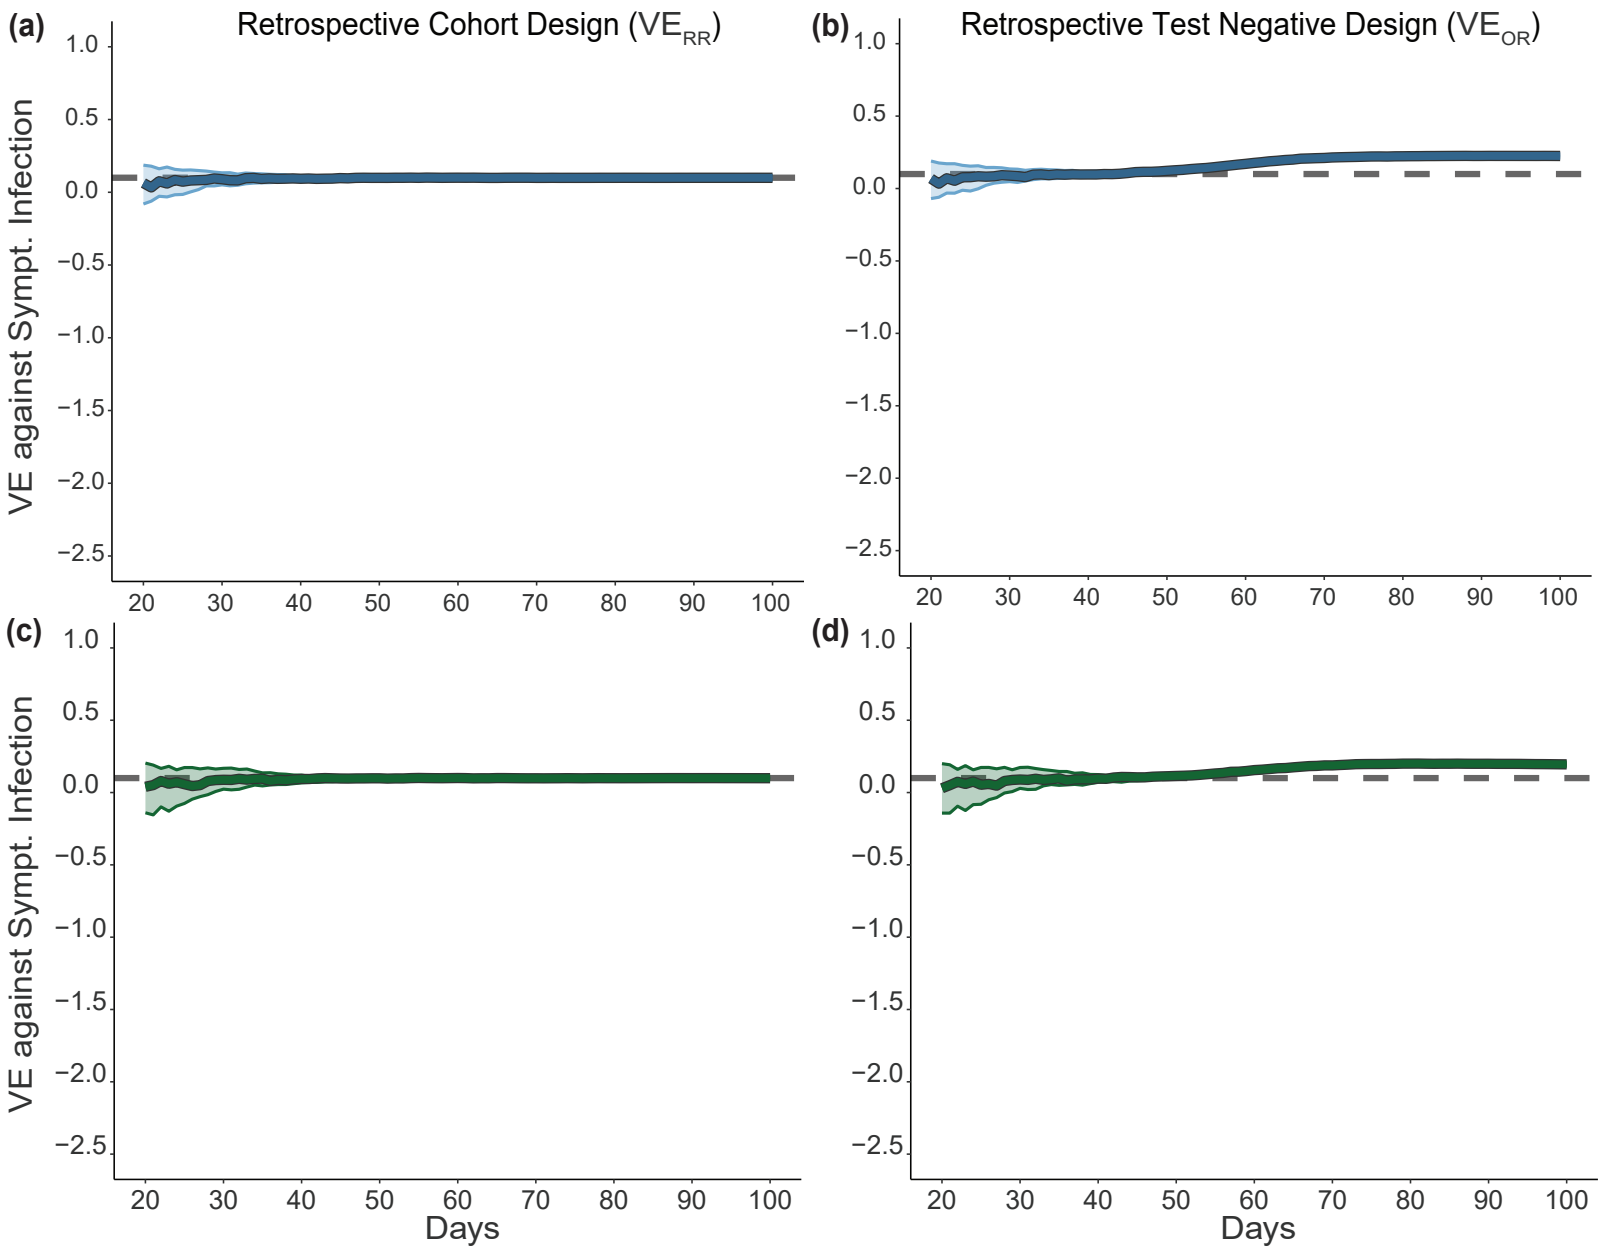 (a) Retrospective Cohort Design (VE_RR)
VE against Sympt. Infection
1.0
0.5
0.0
−0.5
−1.0
−1.5
−2.0
−2.5
20 30 40 50 60 70 80 90 100
(b) Retrospective Test Negative Design (VE_OR)
1.0
0.5
0.0
−0.5
−1.0
−1.5
−2.0
−2.5
20 30 40 50 60 70 80 90 100
(c)
VE against Sympt. Infection
1.0
0.5
0.0
−0.5
−1.0
−1.5
−2.0
−2.5
20 30 40 50 60 70 80 90 100
Days
(d)
1.0
0.5
0.0
−0.5
−1.0
−1.5
−2.0
−2.5
20 30 40 50 60 70 80 90 100
Days